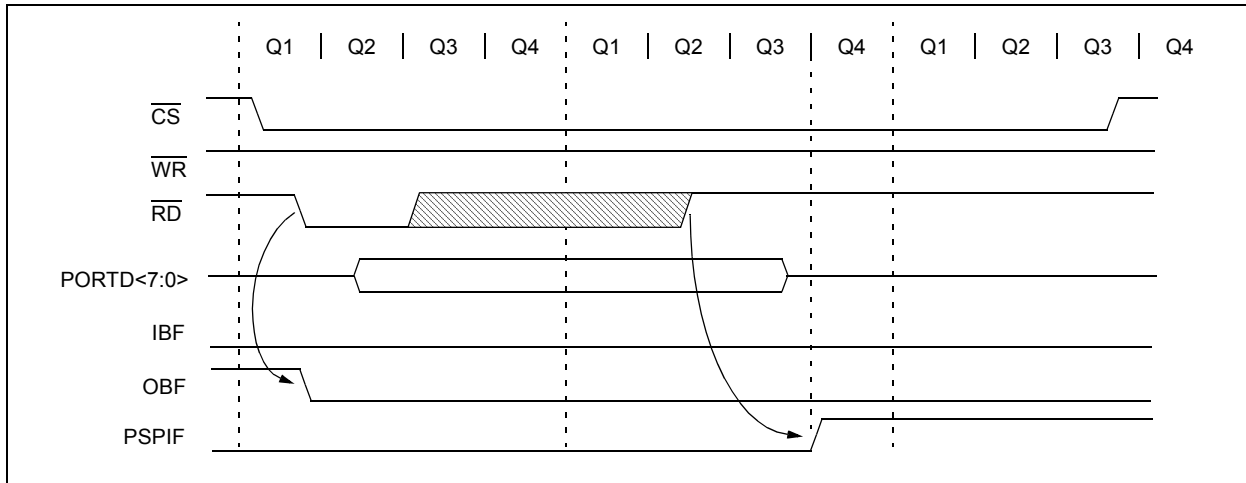 Q1 | Q2 | Q3 | Q4 | Q1 | Q2 | Q3 | Q4 | Q1 | Q2 | Q3 | Q4
CS
WR
RD
PORTD<7:0>
IBF
OBF
PSPIF